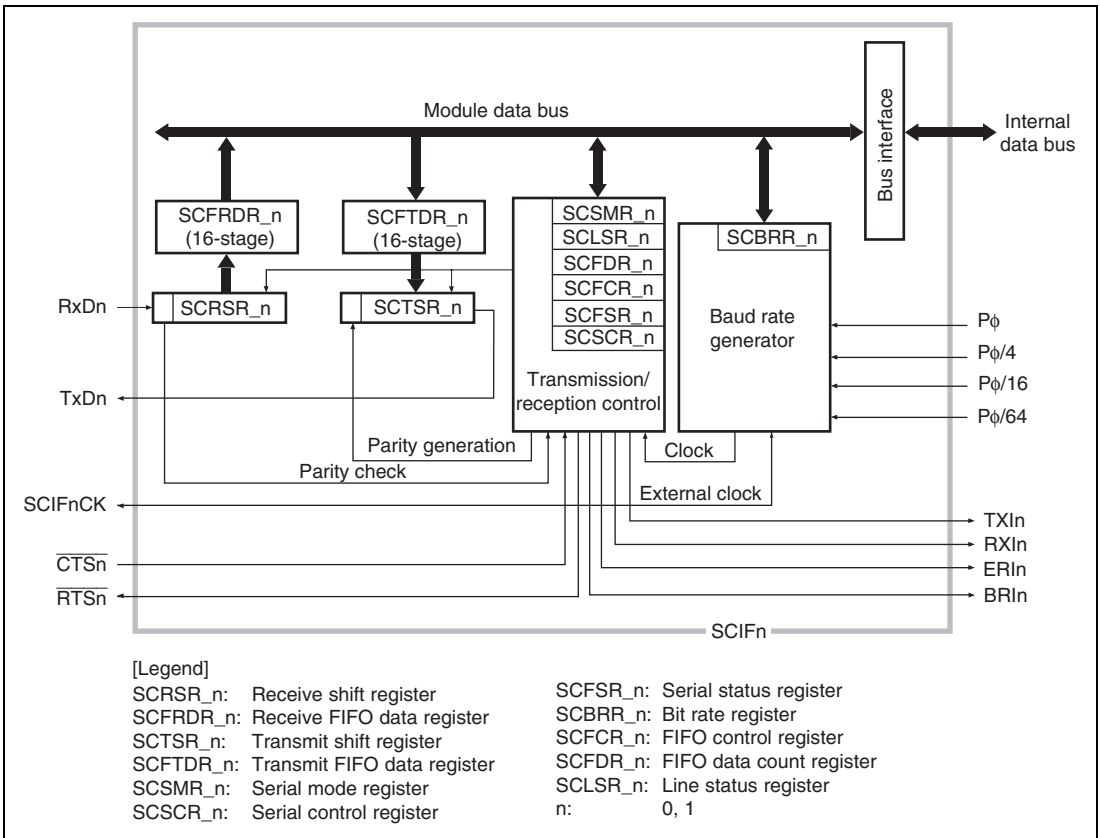 Module data bus
Bus interface
Internal
data bus
SCFRDR_n
(16-stage)
SCFTDR_n
(16-stage)
SCSMR_n
SCLSR_n
SCFDR_n
SCFCR_n
SCFSR_n
SCSCR_n
SCBRR_n
RxDn
SCRSR_n
SCTSR_n
Baud rate
generator
Pϕ
Pϕ/4
Pϕ/16
Pϕ/64
TxDn
Transmission/
reception control
Parity generation
Parity check
Clock
SCIFnCK
External clock
TXIn
RXIn
ERIn
BRIn
CTSn
RTSn
SCIFn
[Legend]
SCRSR_n: Receive shift register
SCFRDR_n: Receive FIFO data register
SCTSR_n: Transmit shift register
SCFTDR_n: Transmit FIFO data register
SCSMR_n: Serial mode register
SCSCR_n: Serial control register
SCFSR_n: Serial status register
SCBRR_n: Bit rate register
SCFCR_n: FIFO control register
SCFDR_n: FIFO data count register
SCLSR_n: Line status register
n: 0, 1